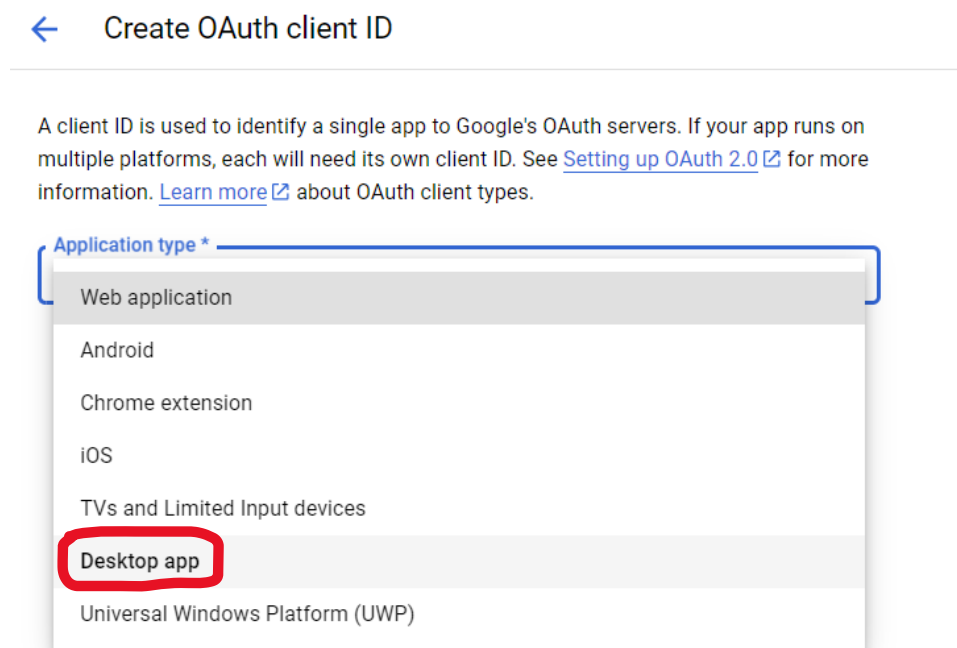 Create OAuth client ID
A client ID is used to identify a single app to Google's OAuth servers. If your app runs on
multiple platforms, each will need its own client ID. See Setting up OAuth 2.0 for more
information. Learn more about OAuth client types.
Application type *
Web application
Android
Chrome extension
iOS
TVs and Limited Input devices
Desktop app
Universal Windows Platform (UWP)